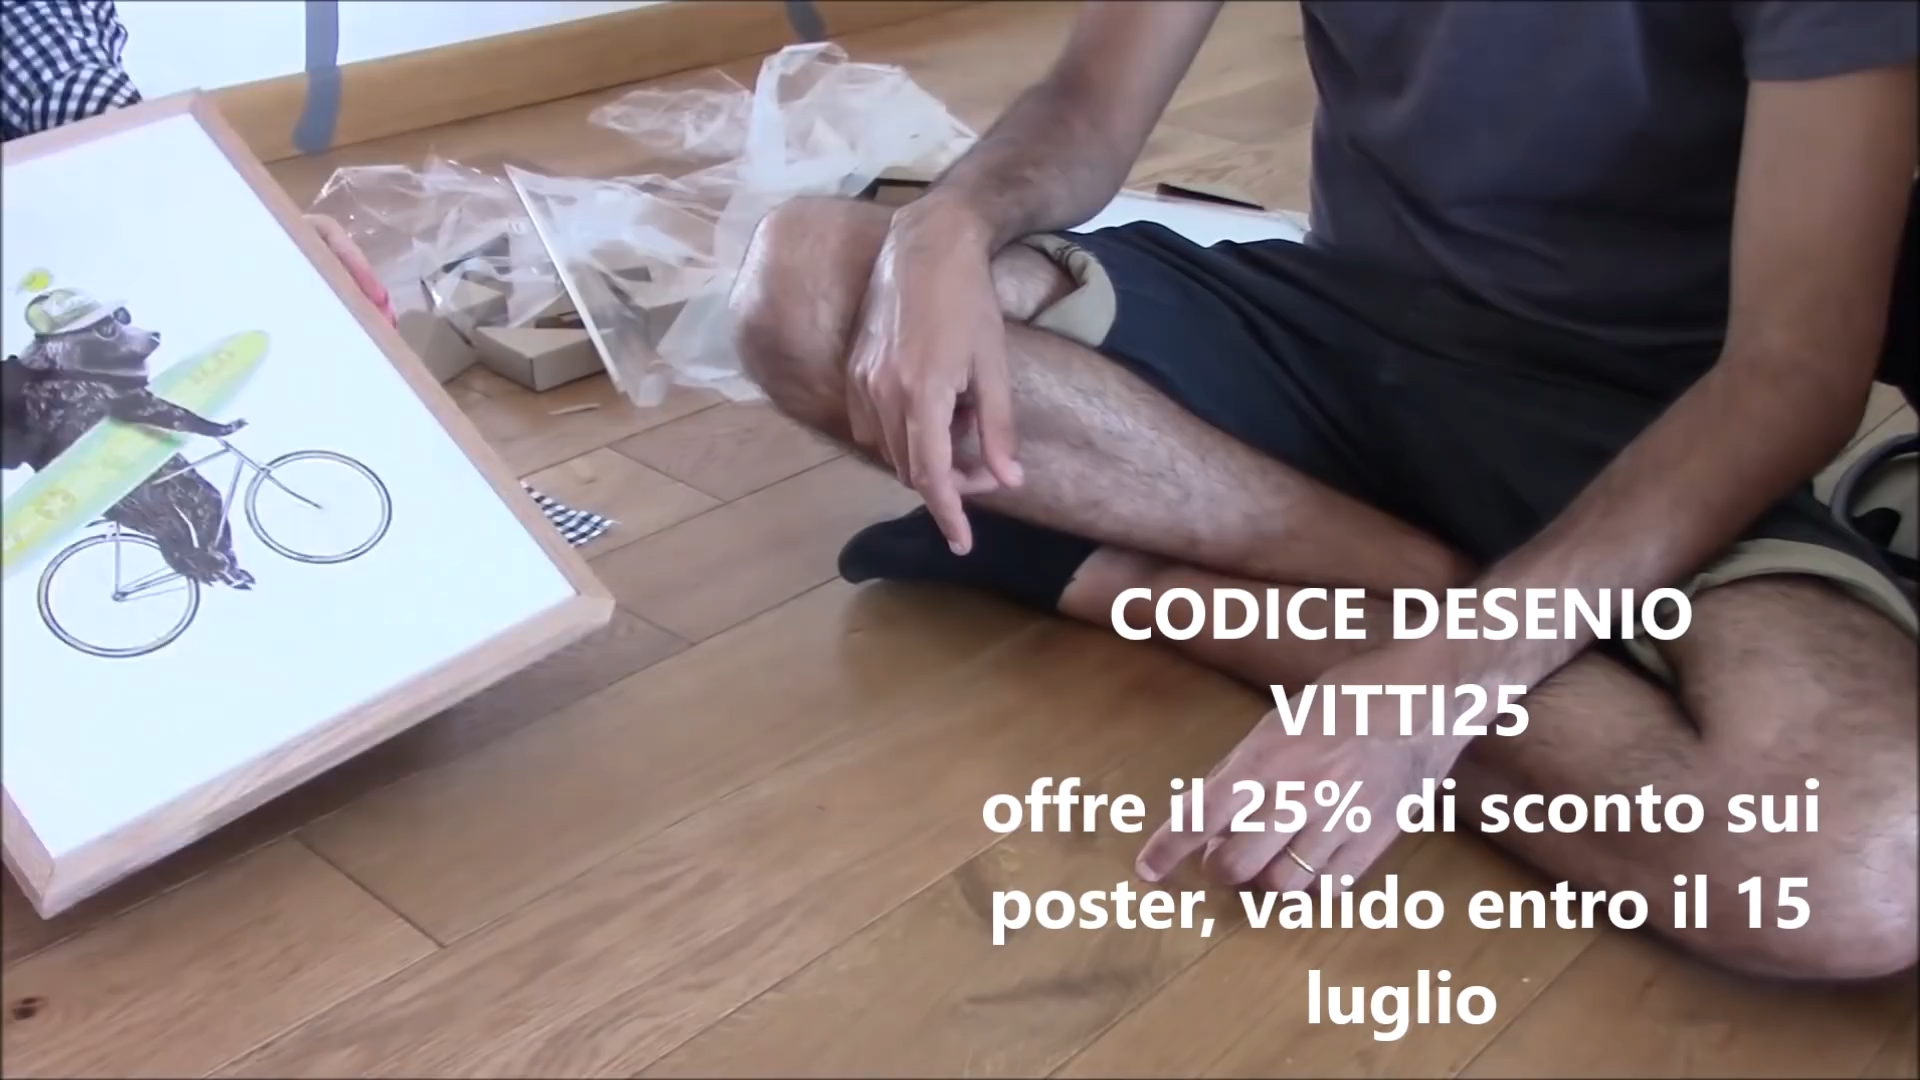 CODICE DESENIO
VITTI25
offre il 25% di sconto sui
poster, valido entro il 15
luglio